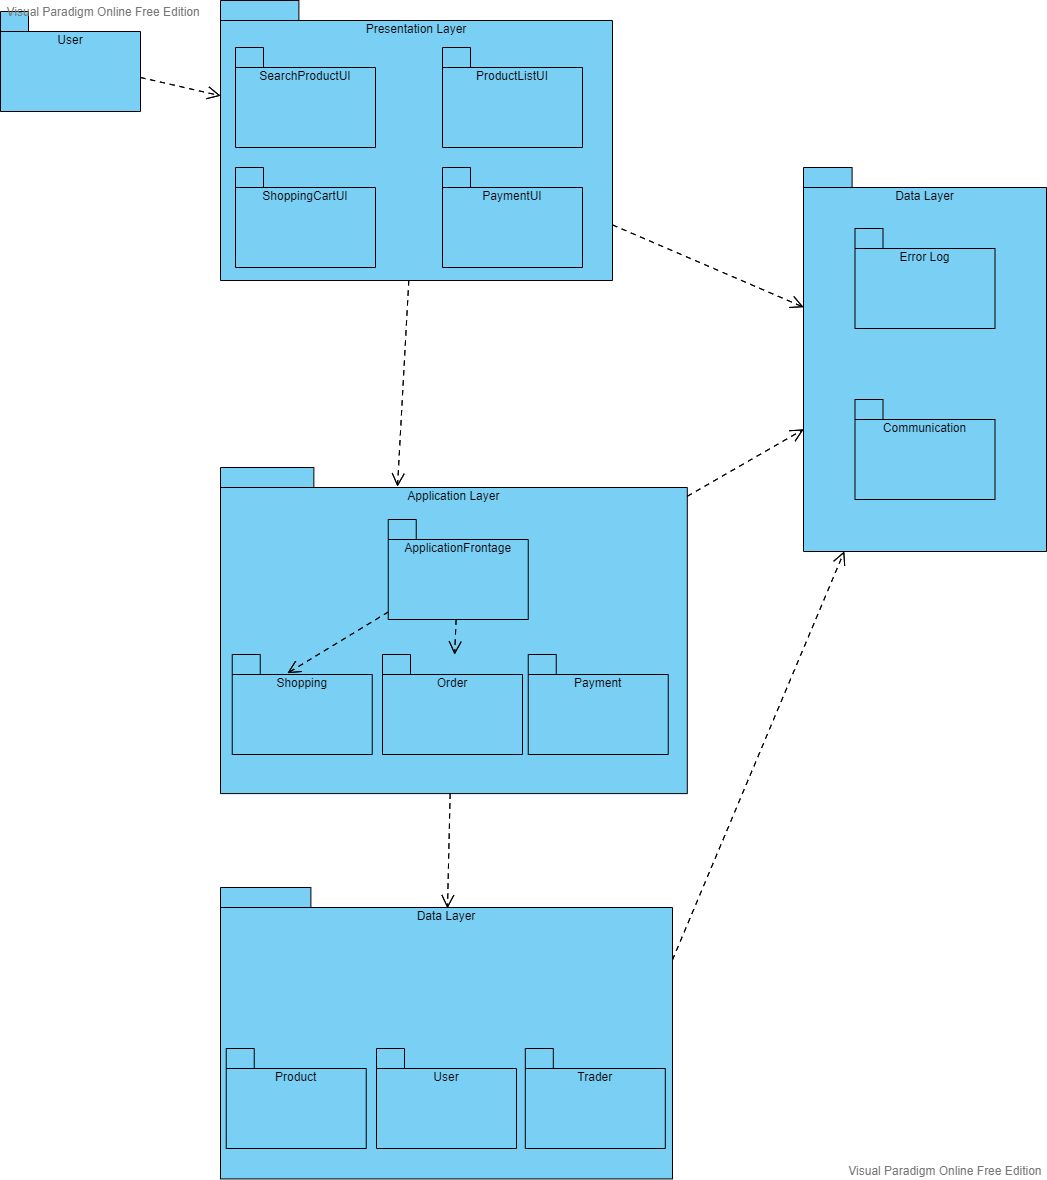 Visual Paradigm Online Free Edition
User
Presentation Layer
SearchProductUI
ProductListUI
ShoppingCartUI
PaymentUI
Data Layer
Error Log
Communication
Application Layer
ApplicationFrontage
Shopping
Order
Payment
Data Layer
Product
User
Trader
Visual Paradigm Online Free Edition